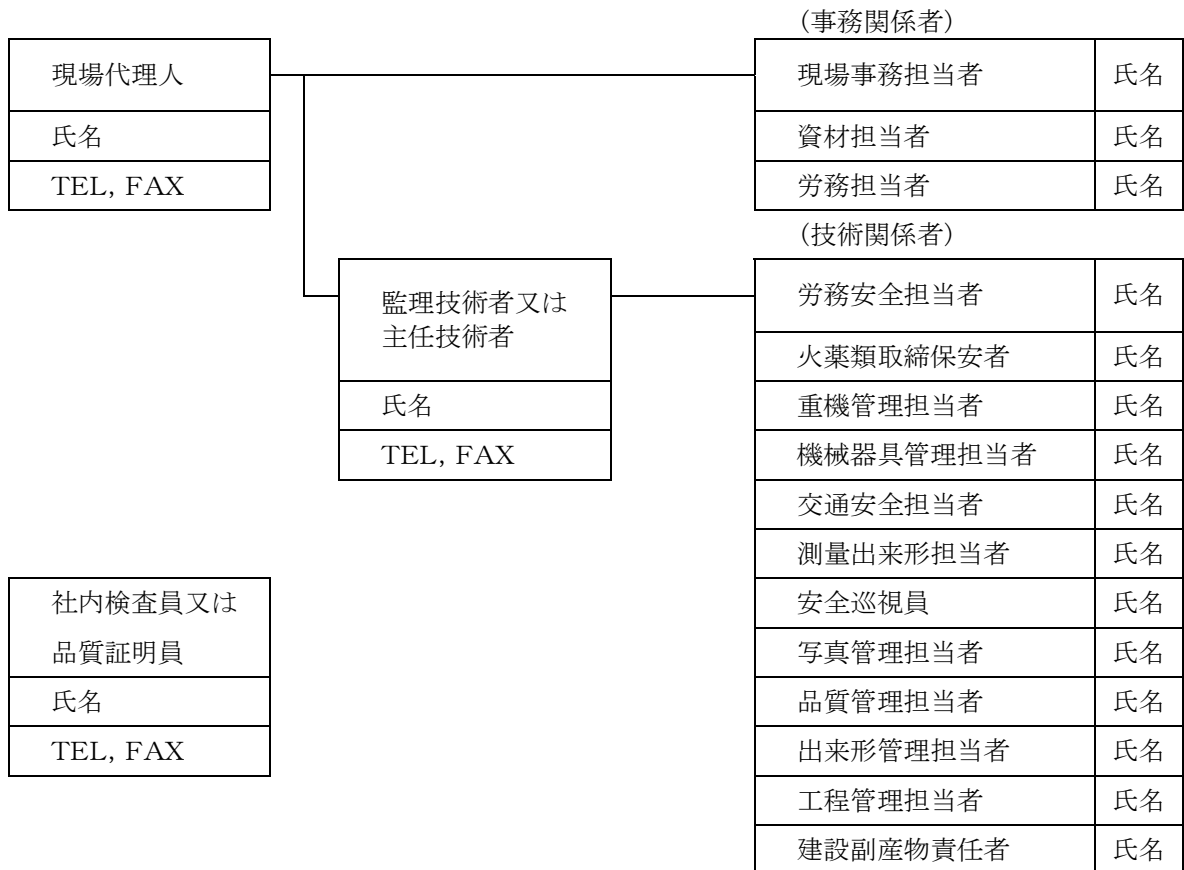 (事務関係者)
現場代理人
氏名
TEL, FAX
現場事務担当者 氏名
資材担当者 氏名
労務担当者 氏名
(技術関係者)
監理技術者又は
主任技術者
氏名
TEL, FAX
労務安全担当者 氏名
火薬類取締保安者 氏名
重機管理担当者 氏名
機械器具管理担当者 氏名
交通安全担当者 氏名
測量出来形担当者 氏名
安全巡視員 氏名
写真管理担当者 氏名
品質管理担当者 氏名
出来形管理担当者 氏名
工程管理担当者 氏名
建設副産物責任者 氏名
社内検査員又は
品質証明員
氏名
TEL, FAX